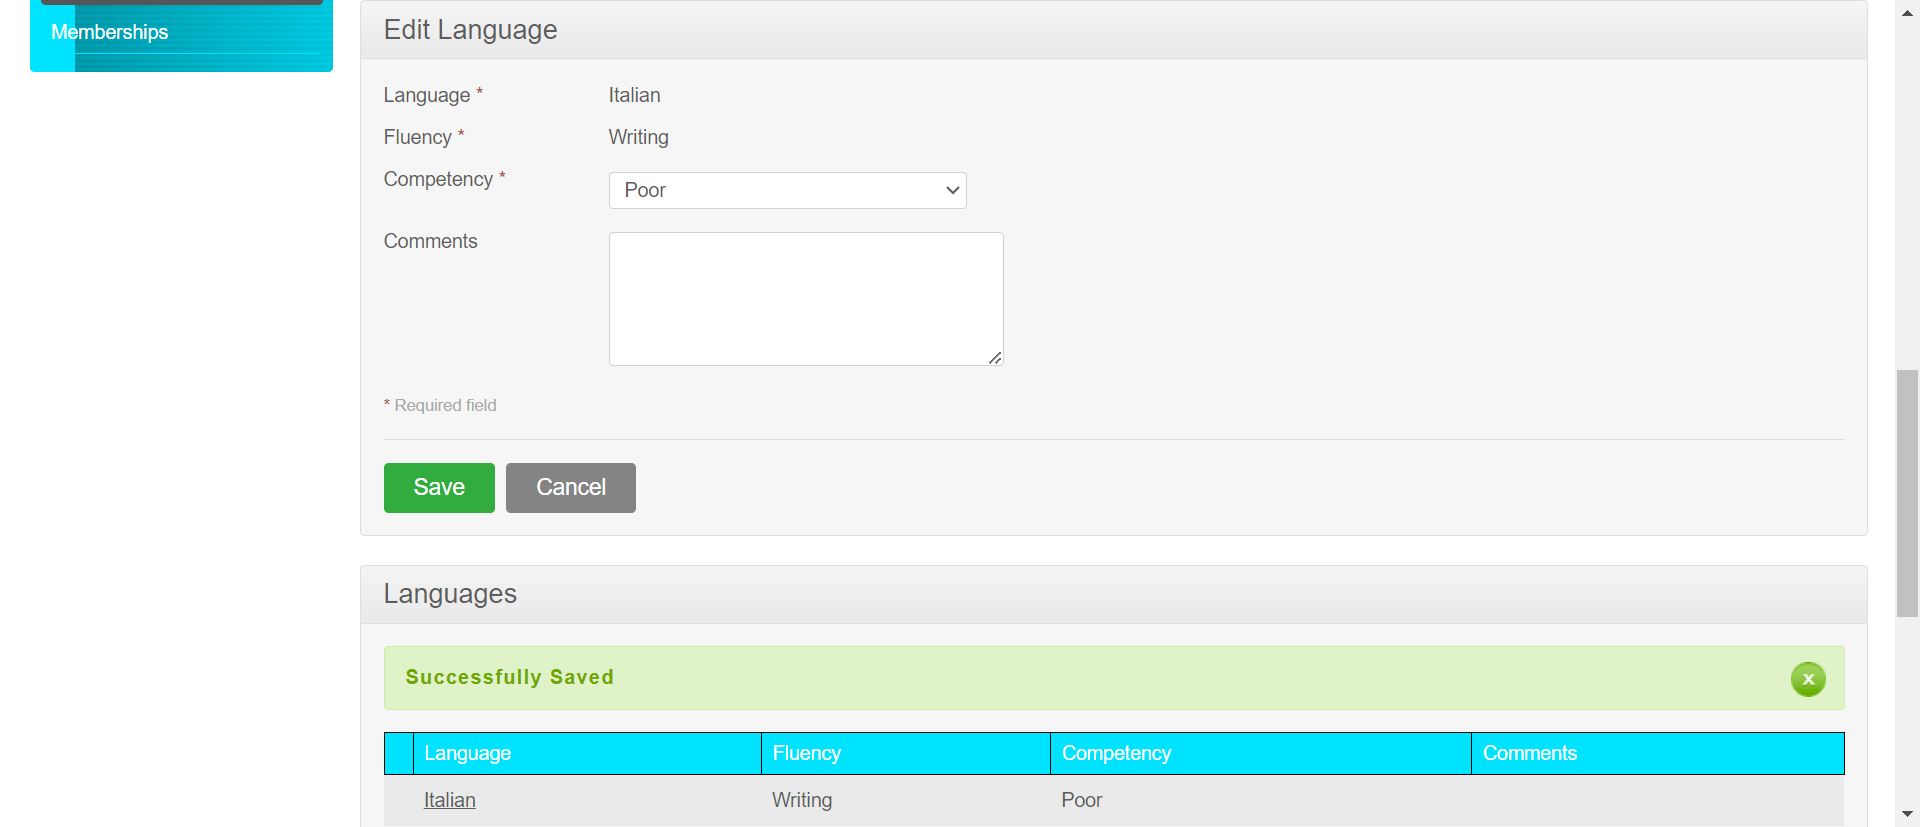 Memberships
Edit Language
Language * Italian
Fluency * Writing
Competency * Poor
Comments
* Required field
Save Cancel
Languages
Successfully Saved x
Language Fluency Competency Comments
Italian Writing Poor